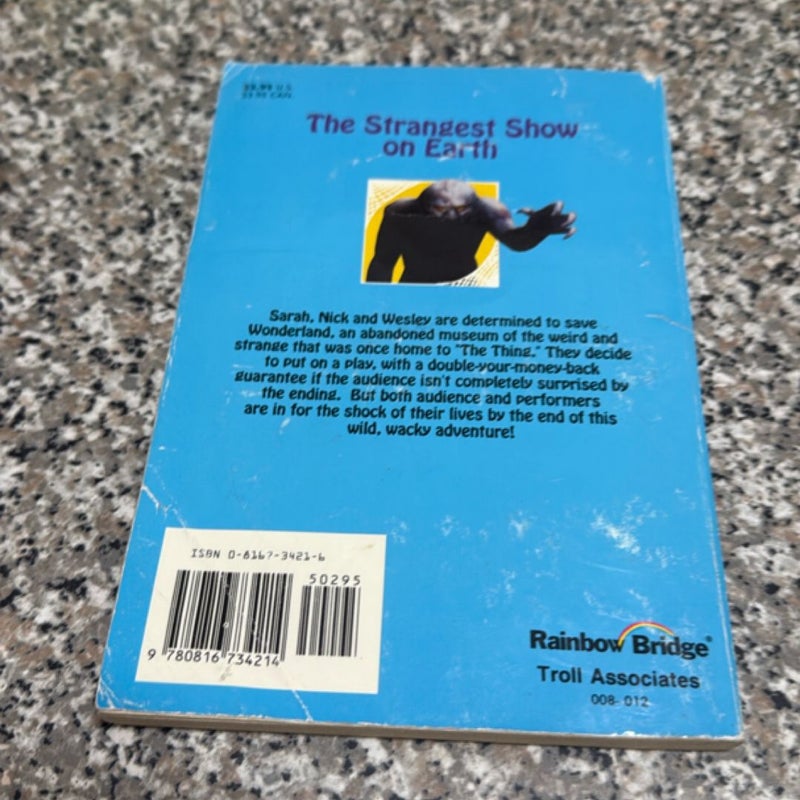 U.S.
CAN.
The Strangest Show
on Earth
Sarah, Nick and Wesley are determined to save
Wonderland, an abandoned museum of the weird and
strange that was once home to "The Thing." They decide
to put on a play, with a double-your-money-back
guarantee if the audience isn't completely surprised by
the ending. But both audience and performers
are in for the shock of their lives by the end of this
wild, wacky adventure!
ISBN 0-8167-3421-6
50295
9 780816 734214
Rainbow Bridge®
Troll Associates
008-012